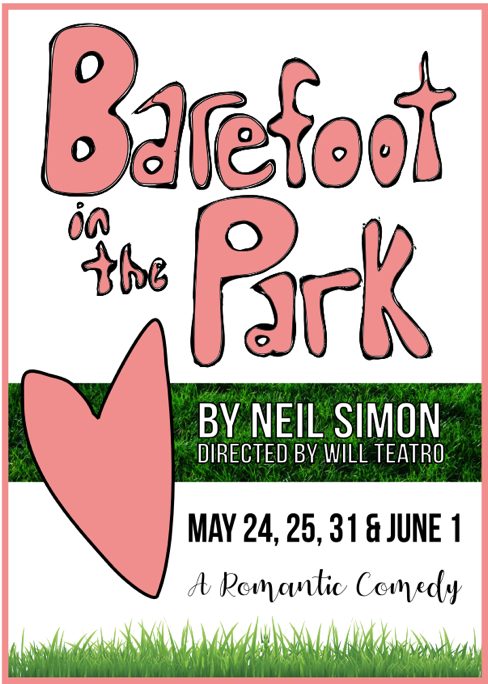 Barefoot
in the
Park
BY NEIL SIMON
DIRECTED BY WILL TEATRO
MAY 24, 25, 31 & JUNE 1
A Romantic Comedy